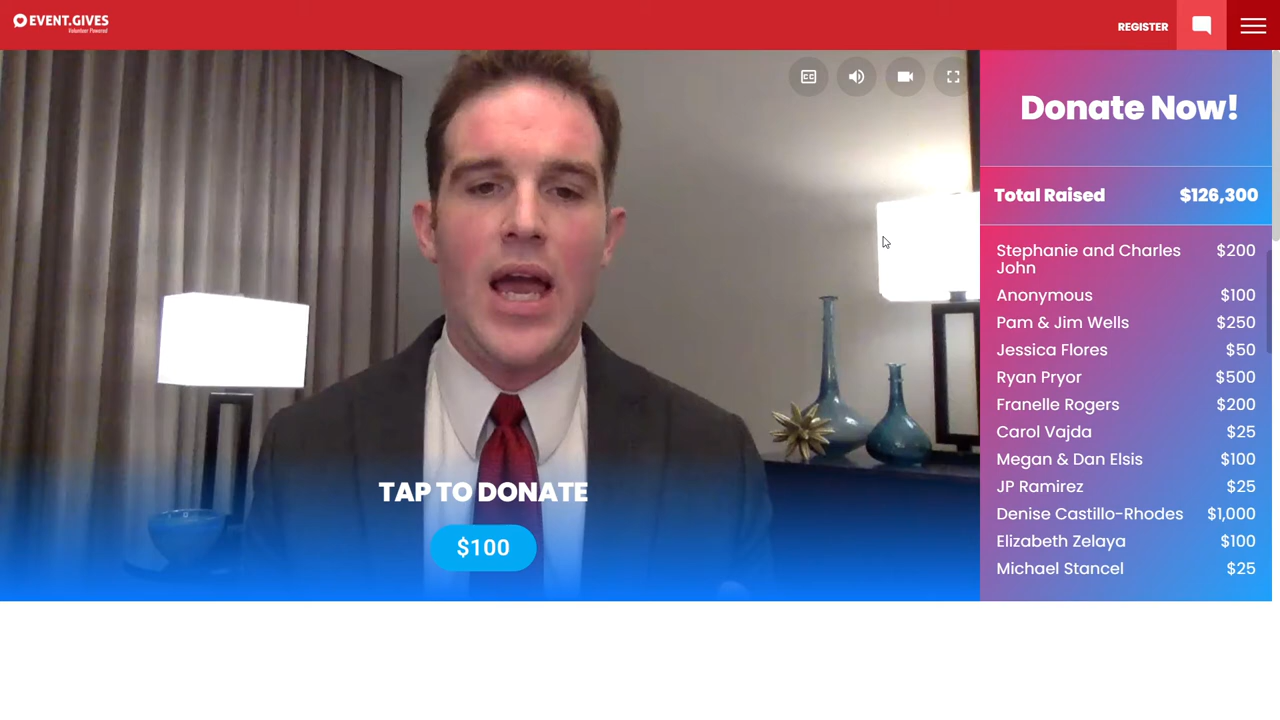 EVENT.GIVES
Volunteer Powered
REGISTER
CC
Donate Now!
Total Raised $126,300
Stephanie and Charles John $200
Anonymous $100
Pam & Jim Wells $250
Jessica Flores $50
Ryan Pryor $500
Franelle Rogers $200
Carol Vajda $25
Megan & Dan Elsis $100
JP Ramirez $25
Denise Castillo-Rhodes $1,000
Elizabeth Zelaya $100
Michael Stancel $25
TAP TO DONATE
$100